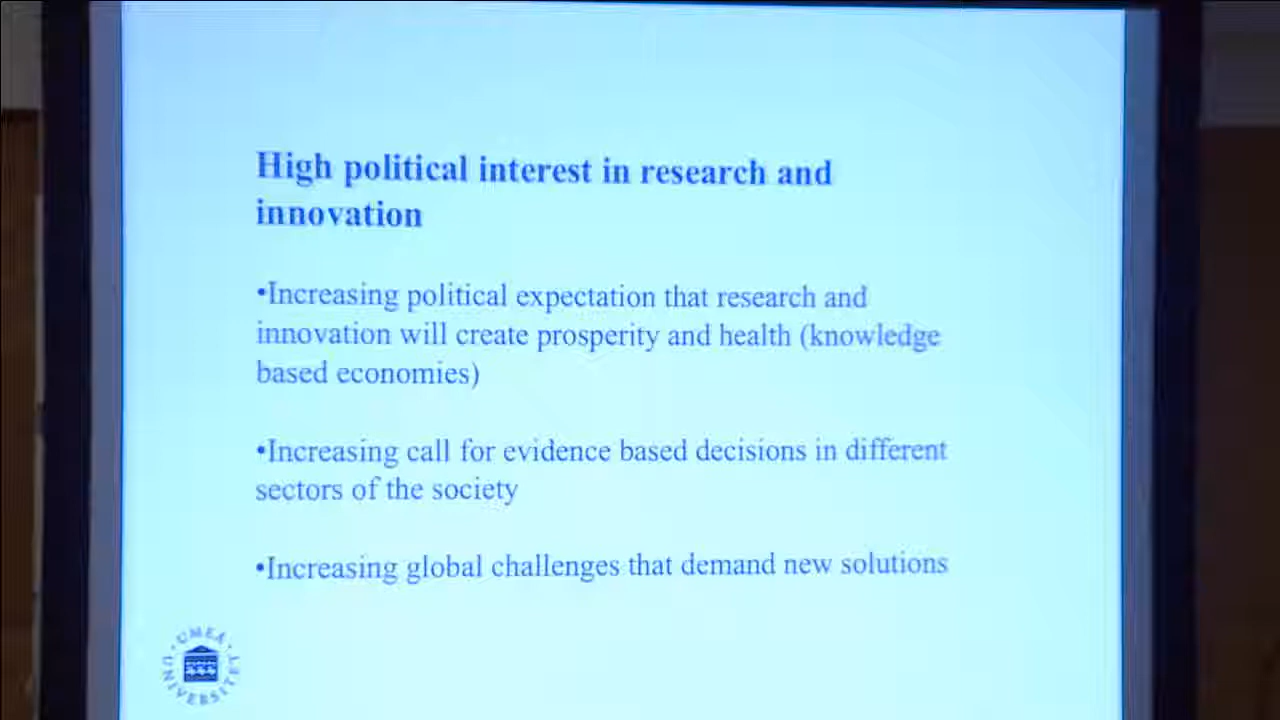 High political interest in research and
innovation
•Increasing political expectation that research and
innovation will create prosperity and health (knowledge
based economies)
•Increasing call for evidence based decisions in different
sectors of the society
•Increasing global challenges that demand new solutions
UMEÅ UNIVERSITET